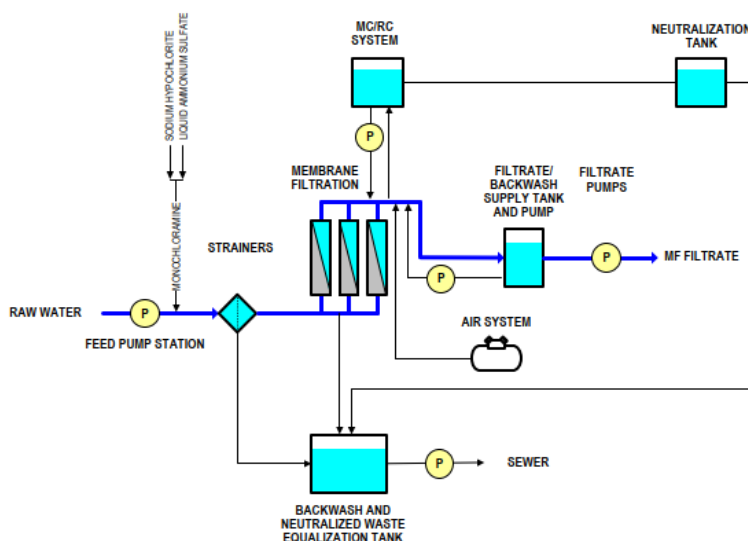 MC/RC
SYSTEM
NEUTRALIZATION
TANK
SODIUM HYPOCHLORITE
LIQUID AMMONIUM SULFATE
P
MEMBRANE
FILTRATION
FILTRATE/
BACKWASH
SUPPLY TANK
AND PUMP
FILTRATE
PUMPS
MONOCHLORAMINE
STRAINERS
P
MF FILTRATE
P
RAW WATER
P
FEED PUMP STATION
AIR SYSTEM
P
SEWER
BACKWASH AND
NEUTRALIZED WASTE
EQUALIZATION TANK